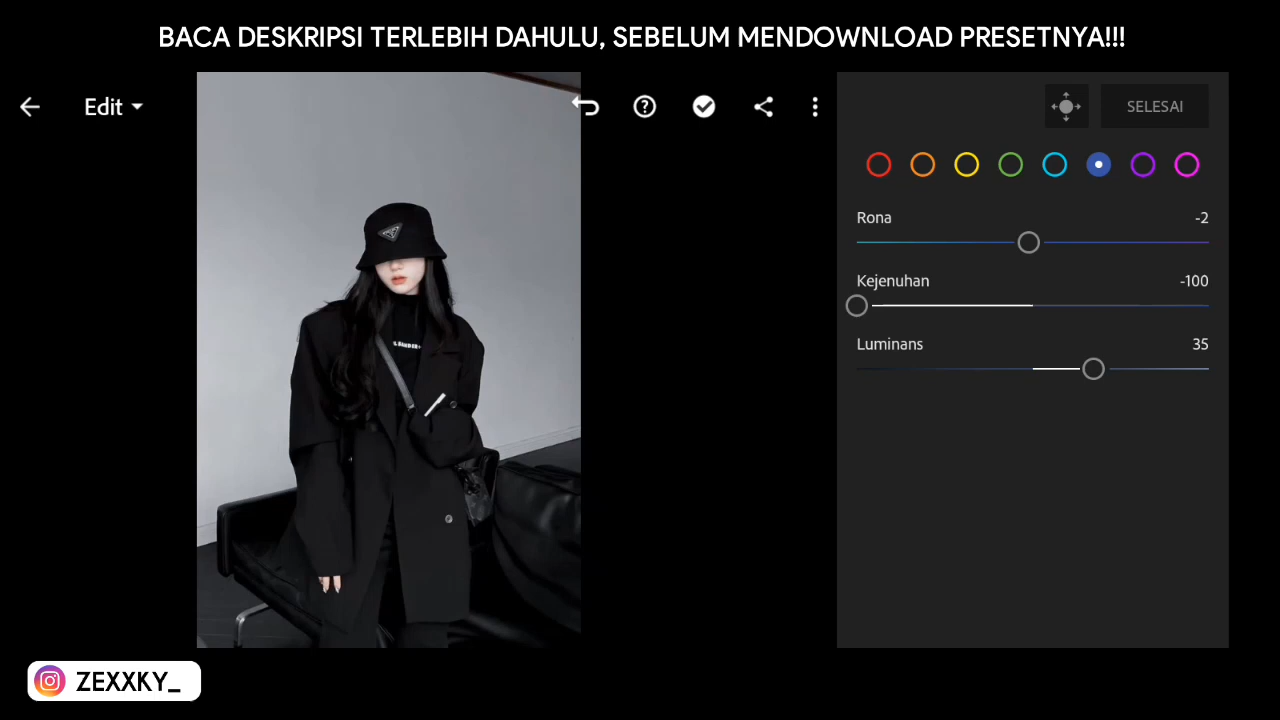 BACA DESKRIPSI TERLEBIH DAHULU, SEBELUM MENDOWNLOAD PRESETNYA!!!
Edit
SELESAI
Rona -2
Kejenuhan -100
Luminans 35
ZEXXKY_